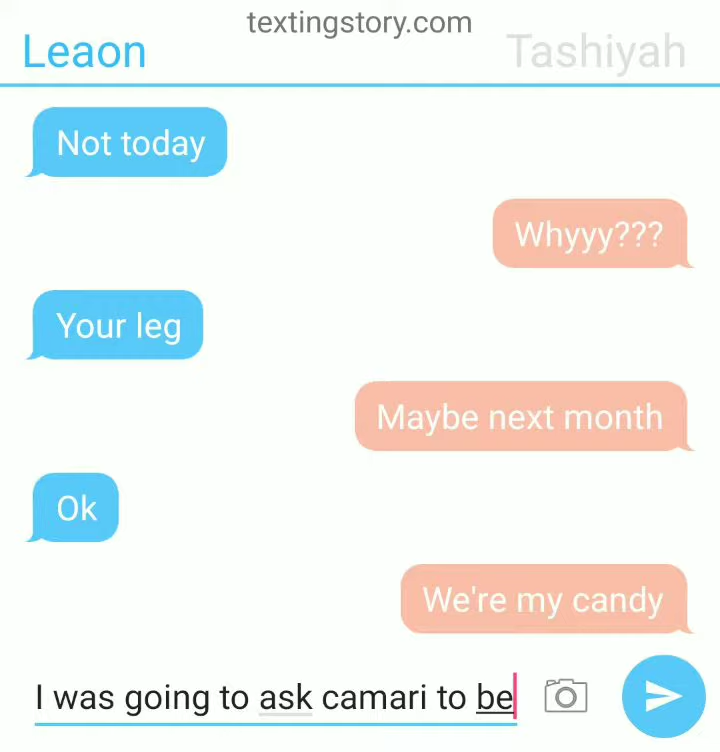 textingstory.com
Leaon
Tashiyah
Not today
Whyyy???
Your leg
Maybe next month
Ok
We're my candy
I was going to ask camari to be